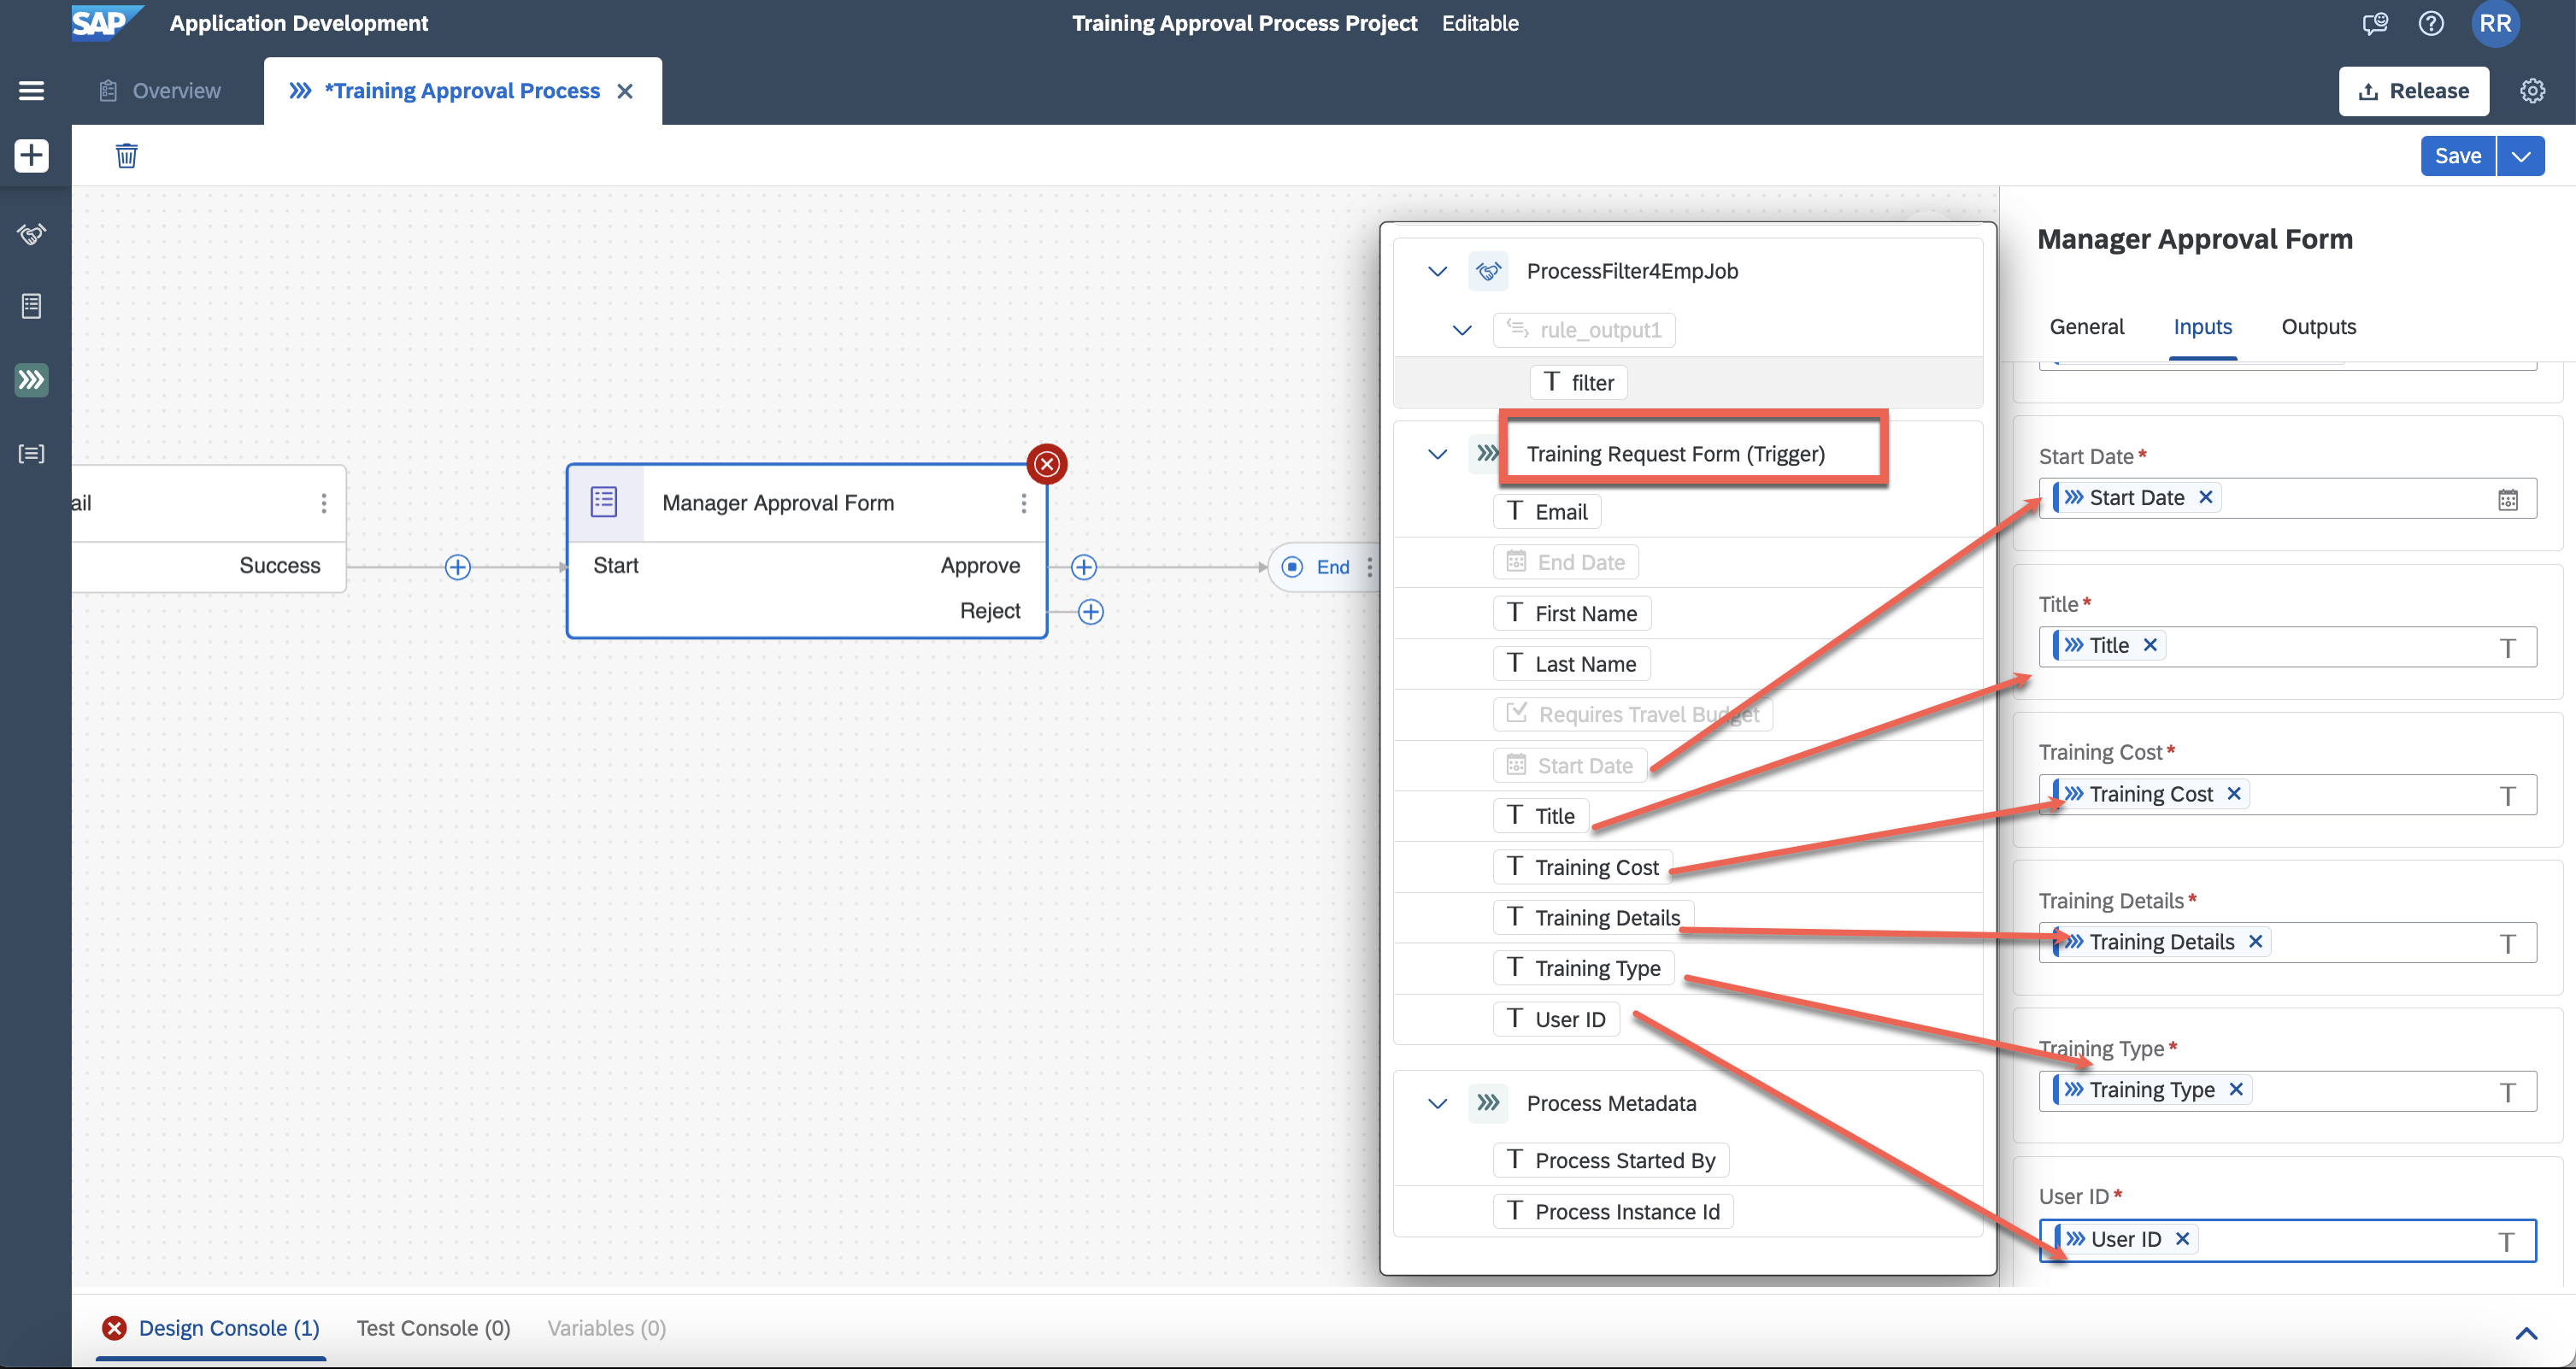 SAP Application Development
Training Approval Process Project Editable
RR
Overview
*Training Approval Process
Release
Save
ail
Success
Manager Approval Form
Start Approve
Reject
End
ProcessFilter4EmpJob
rule_output1
T filter
Training Request Form (Trigger)
T Email
End Date
T First Name
T Last Name
Requires Travel Budget
Start Date
T Title
T Training Cost
T Training Details
T Training Type
T User ID
Process Metadata
T Process Started By
T Process Instance Id
Manager Approval Form
General Inputs Outputs
Start Date*
Start Date
Title*
Title T
Training Cost*
Training Cost T
Training Details*
Training Details T
Training Type*
Training Type T
User ID*
User ID T
Design Console (1) Test Console (0) Variables (0)